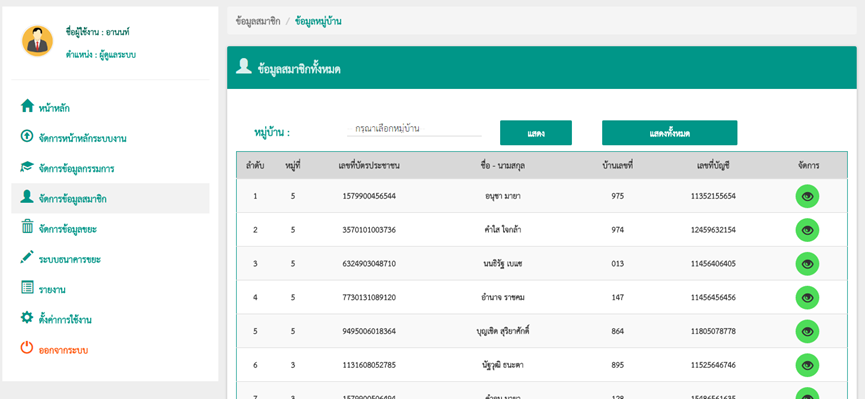 ชื่อผู้ใช้งาน : อานนท์
ตำแหน่ง : ผู้ดูแลระบบ
หน้าหลัก
จัดการหน้าหลักระบบงาน
จัดการข้อมูลกรรมการ
จัดการข้อมูลสมาชิก
จัดการข้อมูลขยะ
ระบบธนาคารขยะ
รายงาน
ตั้งค่าการใช้งาน
ออกจากระบบ
ข้อมูลสมาชิก / ข้อมูลหมู่บ้าน
ข้อมูลสมาชิกทั้งหมด
หมู่บ้าน : กรุณาเลือกหมู่บ้าน แสดง แสดงทั้งหมด
ลำดับ หมู่ที่ เลขที่บัตรประชาชน ชื่อ - นามสกุล บ้านเลขที่ เลขที่บัญชี จัดการ
1 5 1579900456544 อนุชา มายา 975 11352155654
2 5 3570101003736 คำใส ใจกล้า 974 12459632154
3 5 6324903048710 นนธิรัฐ เบแซ 013 11456406405
4 5 7730131089120 อำนาจ ราชคม 147 11456456456
5 5 9495006018364 บุญเชิด สุริยาศักดิ์ 864 11805078778
6 3 1131608052785 นัฐวุฒิ ธนะดา 895 11525646746
7 3 1579900506494 มายา 128 15486561635